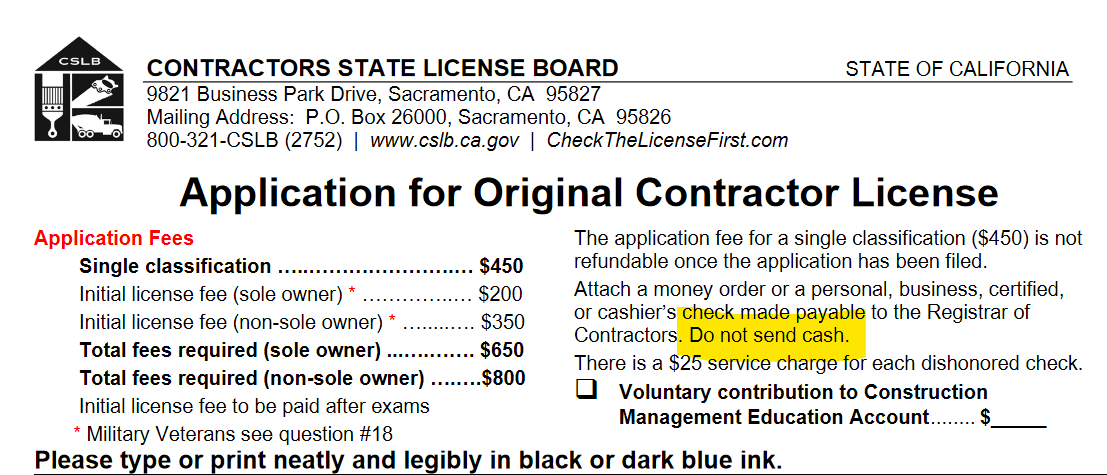 CSLB
CONTRACTORS STATE LICENSE BOARD STATE OF CALIFORNIA
9821 Business Park Drive, Sacramento, CA 95827
Mailing Address: P.O. Box 26000, Sacramento, CA 95826
800-321-CSLB (2752) | www.cslb.ca.gov | CheckTheLicenseFirst.com
Application for Original Contractor License
Application Fees
Single classification ….………………….… $450
Initial license fee (sole owner) * ………….… $200
Initial license fee (non-sole owner) * …....…. $350
Total fees required (sole owner) ...………. $650
Total fees required (non-sole owner) ….….$800
Initial license fee to be paid after exams
* Military Veterans see question #18
The application fee for a single classification ($450) is not
refundable once the application has been filed.
Attach a money order or a personal, business, certified,
or cashier's check made payable to the Registrar of
Contractors. Do not send cash.
There is a $25 service charge for each dishonored check.
❑ Voluntary contribution to Construction
Management Education Account........ $_____
Please type or print neatly and legibly in black or dark blue ink.